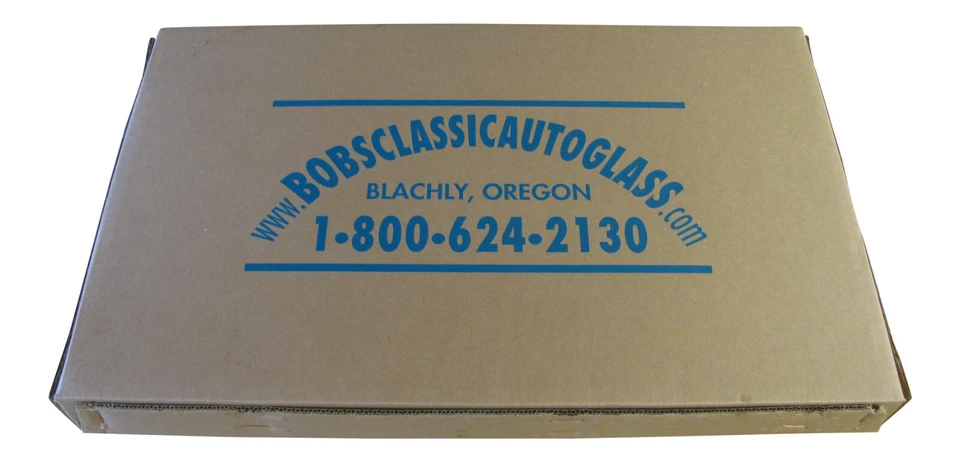 www.BOBSCLASSICAUTOGLASS.com
BLACHLY, OREGON
1•800•624•2130